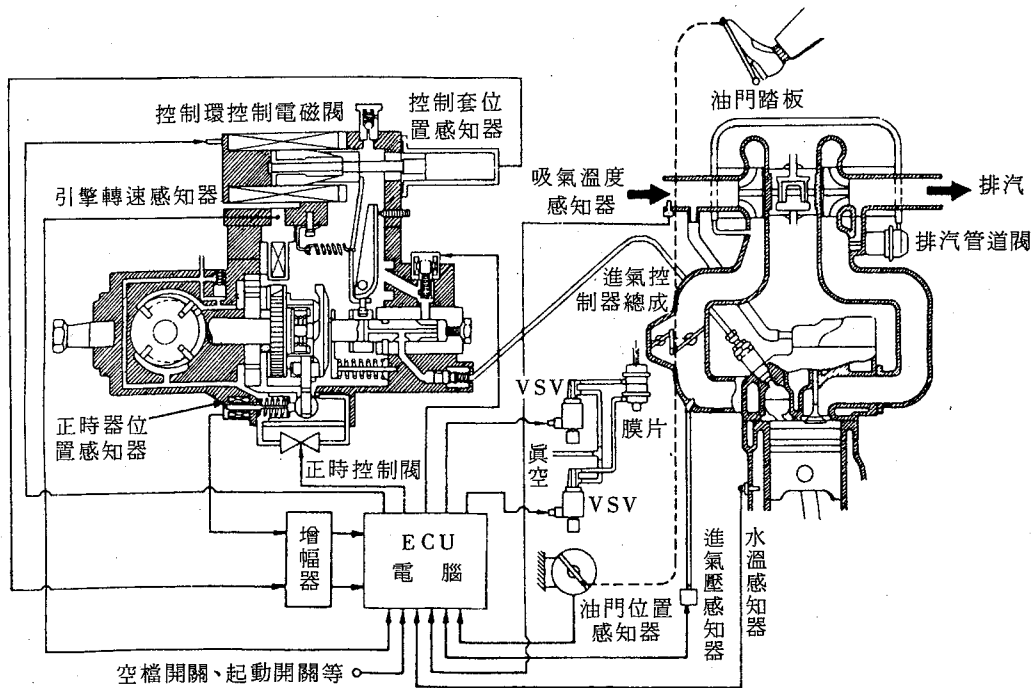 油門踏板
控制環控制電磁閥
控制套位
置感知器
引擎轉速感知器
吸氣溫度
感知器
排汽
排汽管道閥
進氣控
制器總成
VSV
膜片
正時器位
置感知器
正時控制閥
眞空
VSV
增幅器
ECU
電腦
油門位置
感知器
進氣壓感知器
水溫感知器
空檔開關、起動開關等